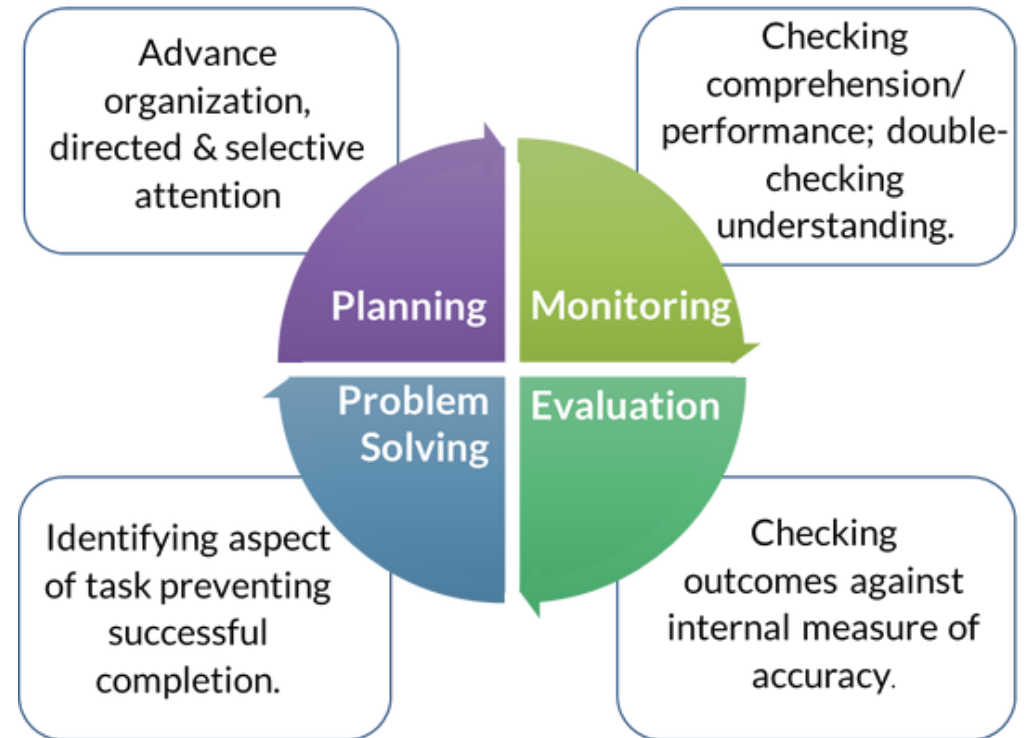 Advance
organization,
directed & selective
attention
Checking
comprehension/
performance; double-
checking
understanding.
Planning
Monitoring
Problem
Solving
Evaluation
Identifying aspect
of task preventing
successful
completion.
Checking
outcomes against
internal measure of
accuracy.